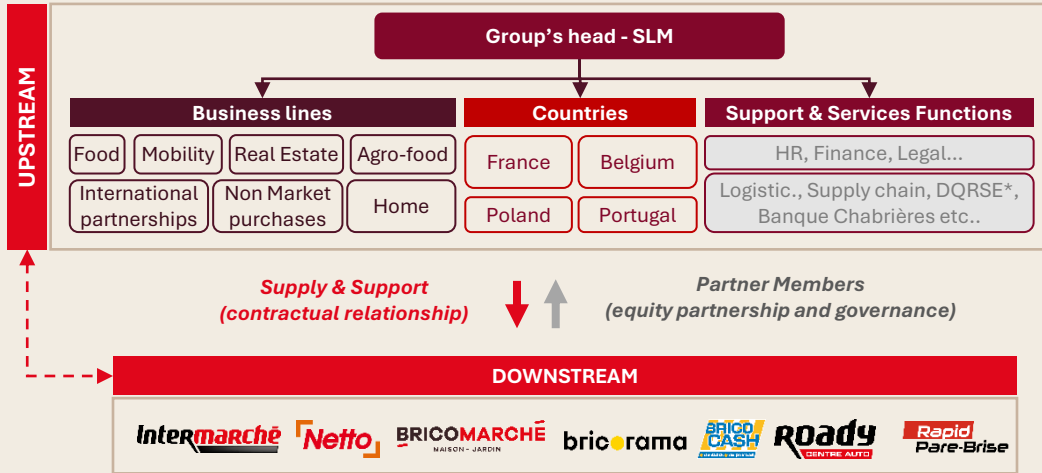 UPSTREAM
Group's head - SLM
Business lines
Countries
Support & Services Functions
Food
Mobility
Real Estate
Agro-food
International
partnerships
Non Market
purchases
Home
France
Belgium
Poland
Portugal
HR, Finance, Legal...
Logistic., Supply chain, DQRSE*,
Banque Chabrières etc..
Supply & Support
(contractual relationship)
Partner Members
(equity partnership and governance)
DOWNSTREAM
Intermarché
Netto
BRICOMARCHÉ
MAISON - JARDIN
bricorama
BRICO
CASH
ROADY
CENTRE AUTO
Rapid
Pare-Brise